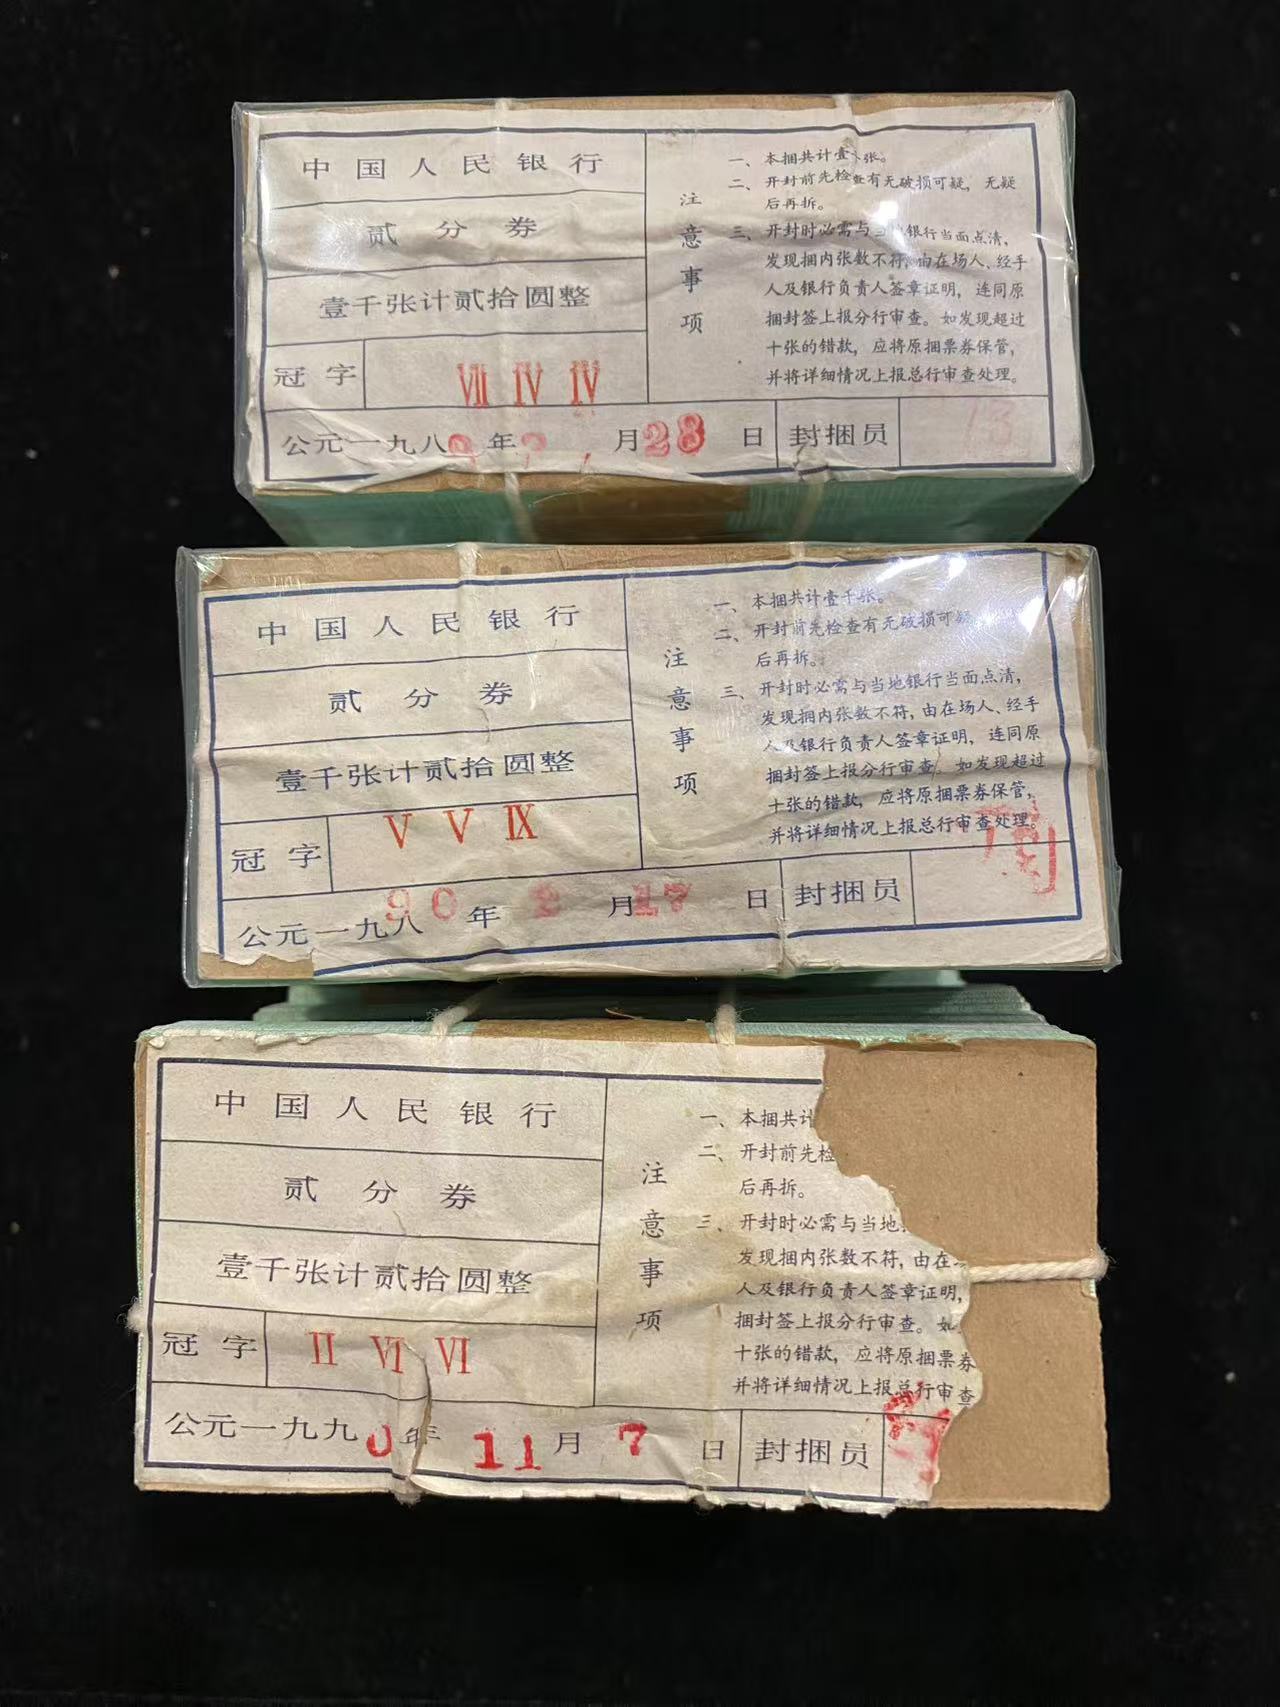 中国人民银行
贰分券
壹千张计贰拾圆整
冠字 Ⅶ Ⅳ Ⅳ
公元一九八 年 月28日 封捆员
注意事项
一、本捆共计壹 张。
二、开封前先检查有无破损可疑，无疑
后再拆。
三、开封时必需与当地银行当面点清，
发现捆内张数不符，由在场人、经手
人及银行负责人签章证明，连同原
捆封签上报分行审查。如发现超过
十张的错款，应将原捆票券保管，
并将详细情况上报总行审查处理。
中国人民银行
贰分券
壹千张计贰拾圆整
冠字 Ⅴ Ⅴ Ⅸ
公元一九八90年2月17日 封捆员
注意事项
一、本捆共计壹千张。
二、开封前先检查有无破损可疑
后再拆。
三、开封时必需与当地银行当面点清，
发现捆内张数不符，由在场人、经手
人及银行负责人签章证明，连同原
捆封签上报分行审查。如发现超过
十张的错款，应将原捆票券保管，
并将详细情况上报总行审查处理。
中国人民银行
贰分券
壹千张计贰拾圆整
冠字 Ⅱ Ⅵ Ⅵ
公元一九九0年11月7日 封捆员
注意事项
一、本捆共计
二、开封前先检
后再拆。
三、开封时必需与当地
发现捆内张数不符，由在
人及银行负责人签章证明，
捆封签上报分行审查。如
十张的错款，应将原捆票券
并将详细情况上报总行审查